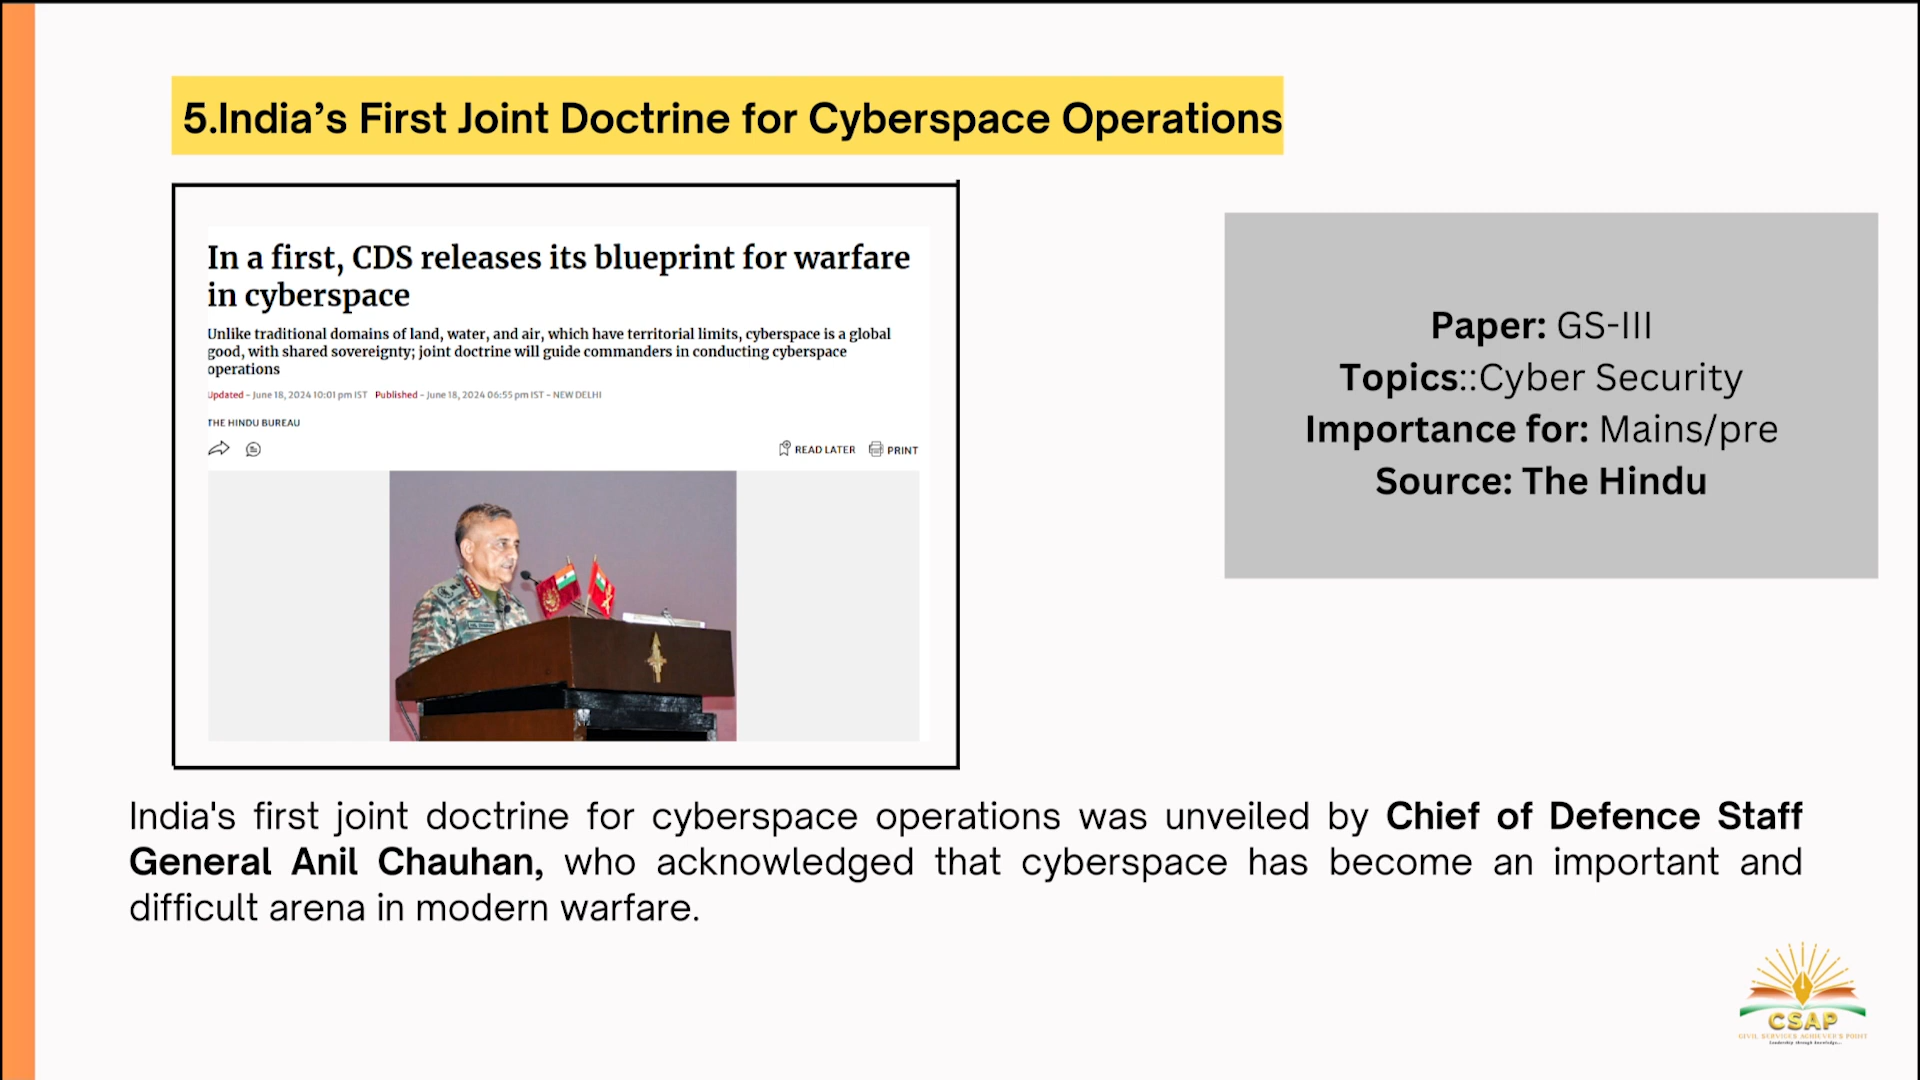 5.India’s First Joint Doctrine for Cyberspace Operations
In a first, CDS releases its blueprint for warfare
in cyberspace
Unlike traditional domains of land, water, and air, which have territorial limits, cyberspace is a global
good, with shared sovereignty; joint doctrine will guide commanders in conducting cyberspace
operations
Updated - June 18, 2024 10:01 pm IST Published - June 18, 2024 06:55 pm IST - NEW DELHI
THE HINDU BUREAU
READ LATER PRINT
Paper: GS-III
Topics::Cyber Security
Importance for: Mains/pre
Source: The Hindu
India's first joint doctrine for cyberspace operations was unveiled by Chief of Defence Staff
General Anil Chauhan, who acknowledged that cyberspace has become an important and
difficult arena in modern warfare.
CSAP
CIVIL SERVICES ACHIEVER'S POINT
Leadership through knowledge...